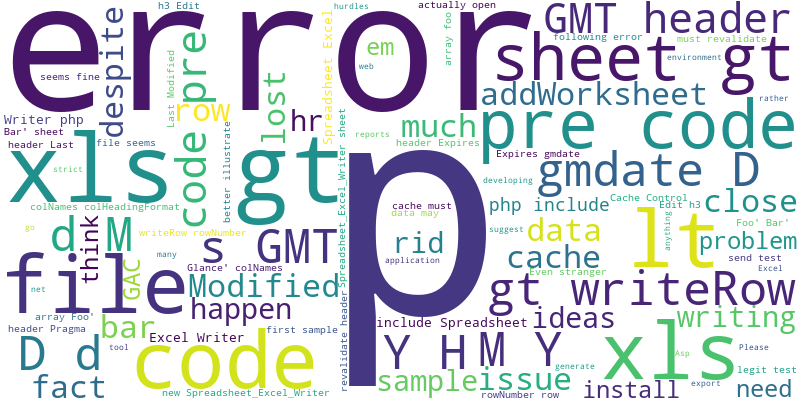 error
p
xls gt
file
code
pre code
sheet gt
GMT header
addWorksheet
gmdate D
lt
xls
gt writeRow
h3 Edit
hurdles
actually open
despite
seems fine
code pre
Last Modified
row
lost
Spreadsheet Excel
em
web
array foo
following error
must revalidate
environment
Writer php
Bar' sheet
header Last
file seems
hr
much
reports
header Expires
rather
strict
better illustrate
Spreadsheet_Excel_Writer sheet
Expires gmdate
developing
colNames colHeadingFormat
cache must
data may
php include
Cache Control
Edit h3
close
d M
think
writeRow rowNumber
s GMT
rid
suggest
data
anything
Foo' Bar'
problem
go
many
GAC
Glance' colNames
Modified
application
cache
Even stranger
send test
Excel
net
array Foo'
happen
revalidate header
writing
header Pragma
bar
Excel Writer
first sample
include Spreadsheet
ideas
D d
tool
Y H
M Y
Asp
Please
fact
new Spreadsheet_Excel_Writer
sample
issue
rowNumber row
generate
install
export
legit test
need